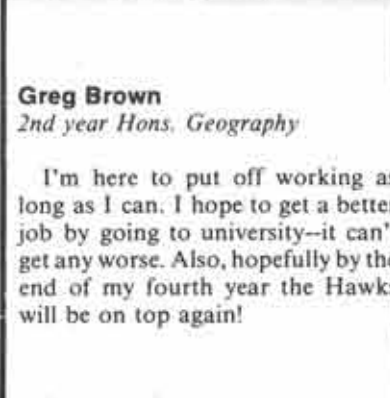 Greg Brown
2nd year Hons. Geography
I'm here to put off working as
long as I can. I hope to get a better
job by going to university--it can't
get any worse. Also, hopefully by the
end of my fourth year the Hawks
will be on top again!